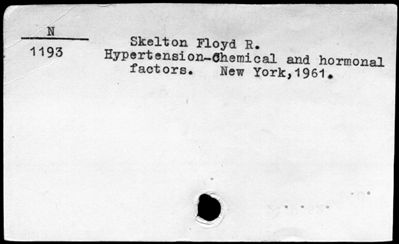 N
1193
Skelton Floyd R.
Hypertension-Chemical and hormonal
factors. New York,1961.